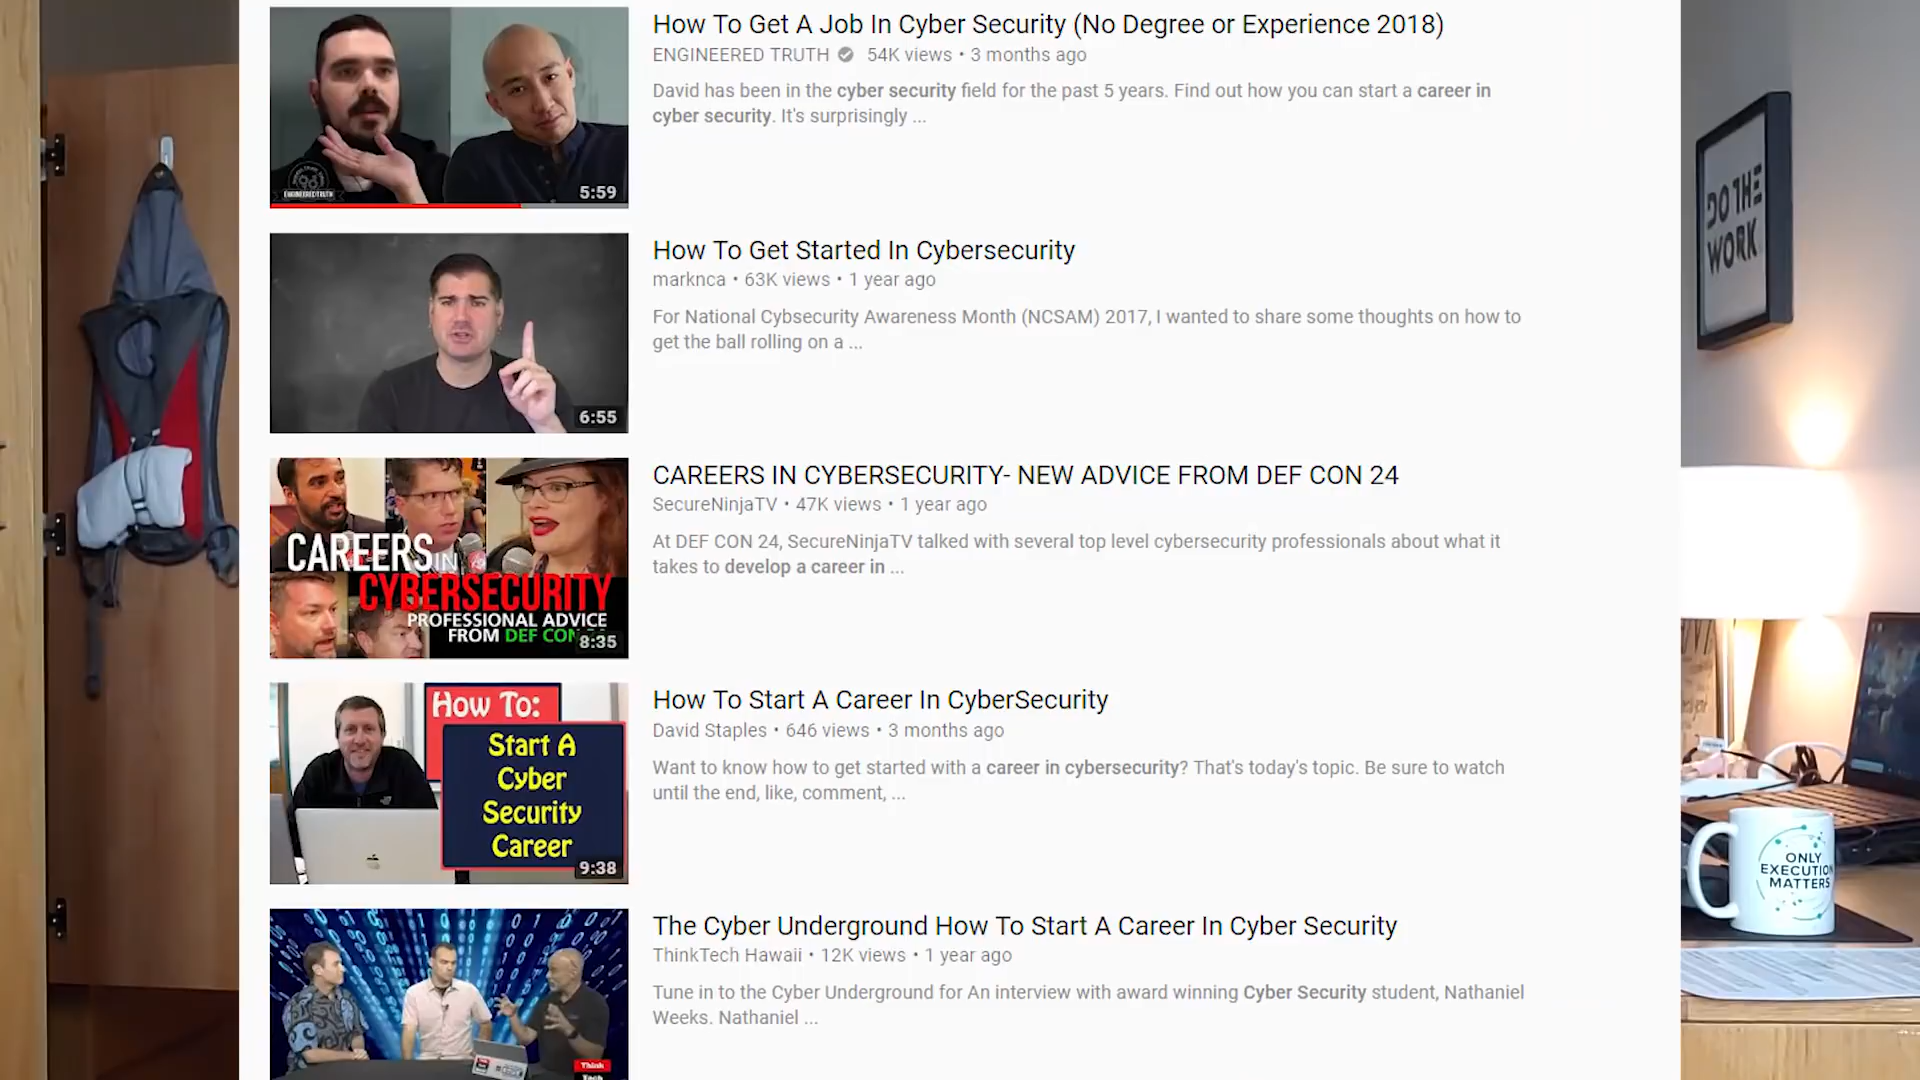 How To Get A Job In Cyber Security (No Degree or Experience 2018)
ENGINEERED TRUTH 54K views • 3 months ago
David has been in the cyber security field for the past 5 years. Find out how you can start a career in
cyber security. It's surprisingly ...
ENGINEERED TRUTH
5:59
How To Get Started In Cybersecurity
marknca • 63K views • 1 year ago
For National Cybsecurity Awareness Month (NCSAM) 2017, I wanted to share some thoughts on how to
get the ball rolling on a ...
6:55
CAREERS IN CYBERSECURITY- NEW ADVICE FROM DEF CON 24
SecureNinjaTV • 47K views • 1 year ago
At DEF CON 24, SecureNinjaTV talked with several top level cybersecurity professionals about what it
takes to develop a career in ...
CAREERS IN
CYBERSECURITY
PROFESSIONAL ADVICE
FROM DEF CON
8:35
How To Start A Career In CyberSecurity
David Staples • 646 views • 3 months ago
Want to know how to get started with a career in cybersecurity? That's today's topic. Be sure to watch
until the end, like, comment, ...
How To:
Start A
Cyber
Security
Career
9:38
The Cyber Underground How To Start A Career In Cyber Security
ThinkTech Hawaii • 12K views • 1 year ago
Tune in to the Cyber Underground for An interview with award winning Cyber Security student, Nathaniel
Weeks. Nathaniel ...
Think
Tech
DO THE
WORK
ONLY
EXECUTION
MATTERS